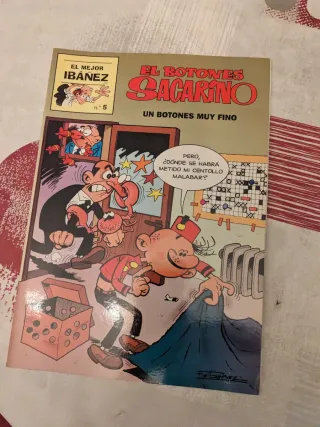 EL MEJOR
IBÁÑEZ
n.º 5
EL BOTONES
SACARINO
UN BOTONES MUY FINO
PERO,
¿DÓNDE SE HABRÁ
METIDO MI CENTOLLO
MALABAR?